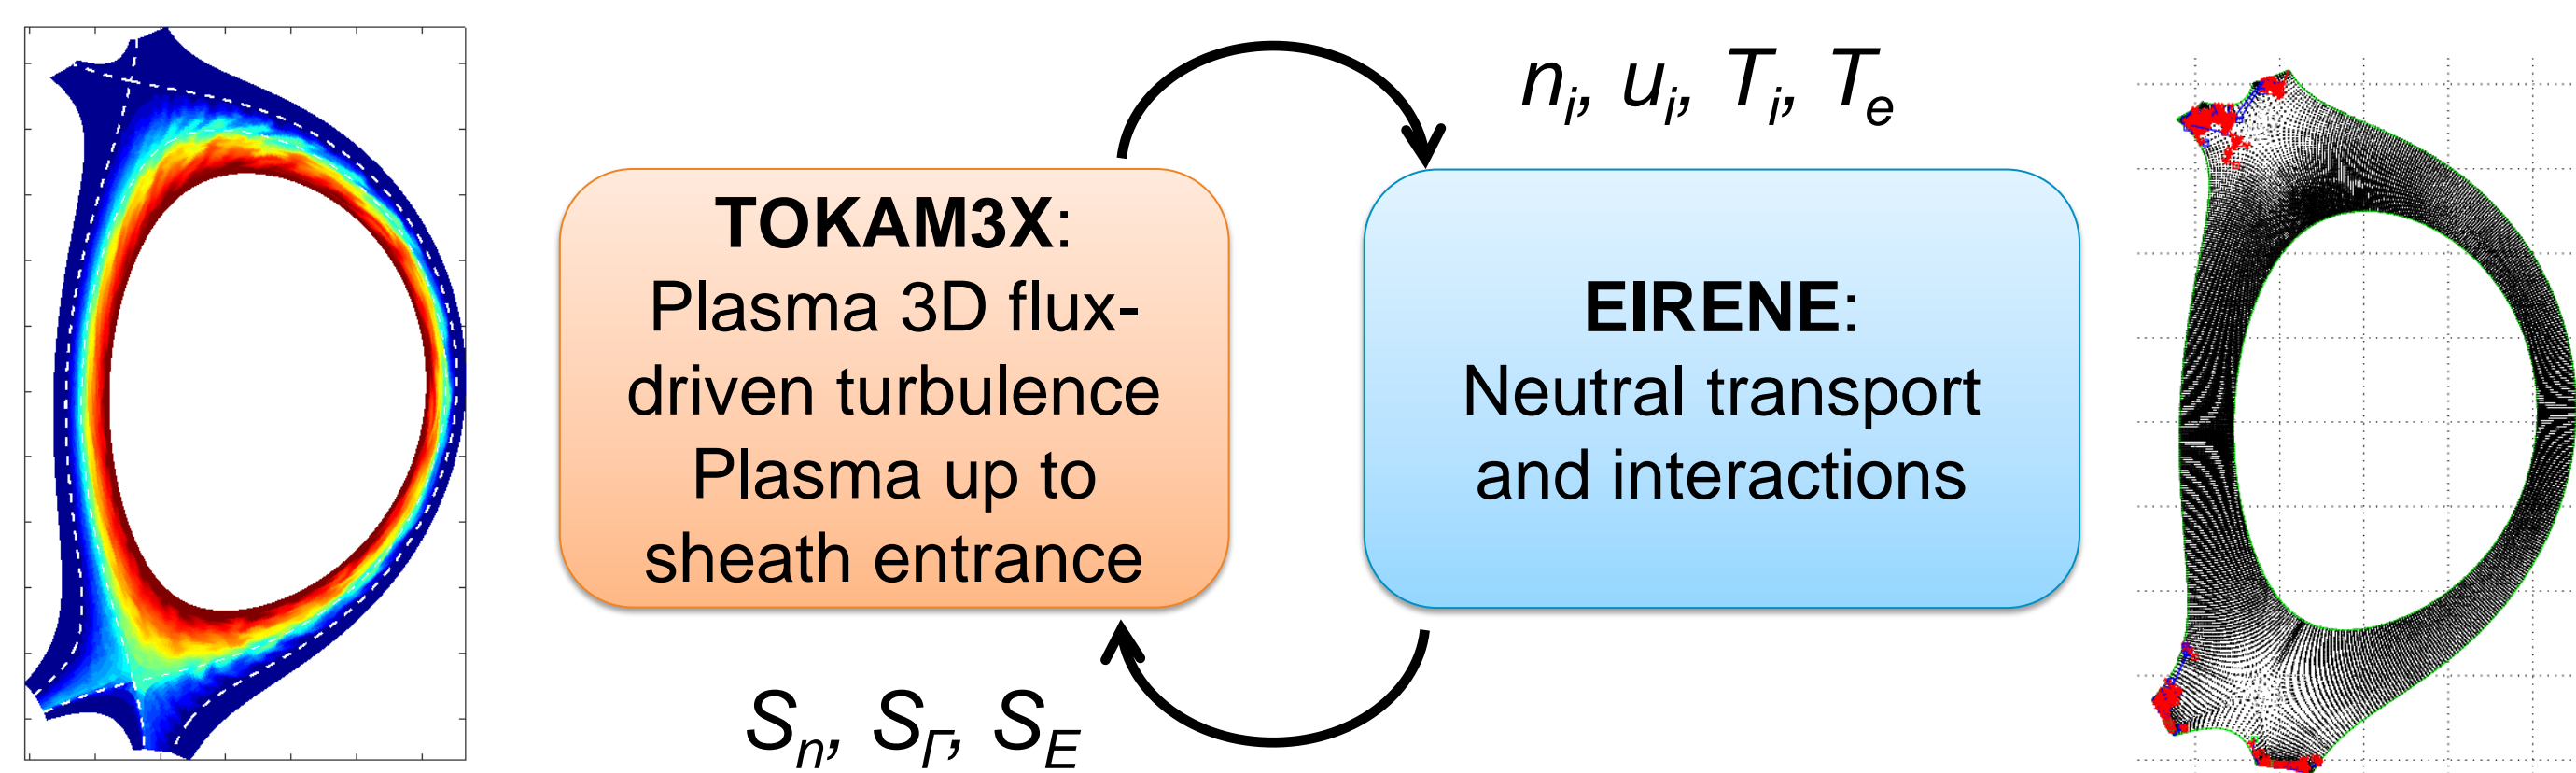 n_i, u_i, T_i, T_e
TOKAM3X:
Plasma 3D flux-
driven turbulence
Plasma up to
sheath entrance
EIRENE:
Neutral transport
and interactions
S_n, S_Γ, S_E